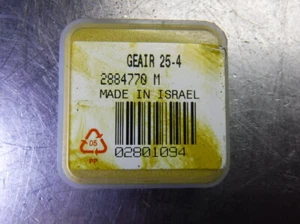 GEAIR 25-4
2884770 M
MADE IN ISRAEL
05
PP
02801094